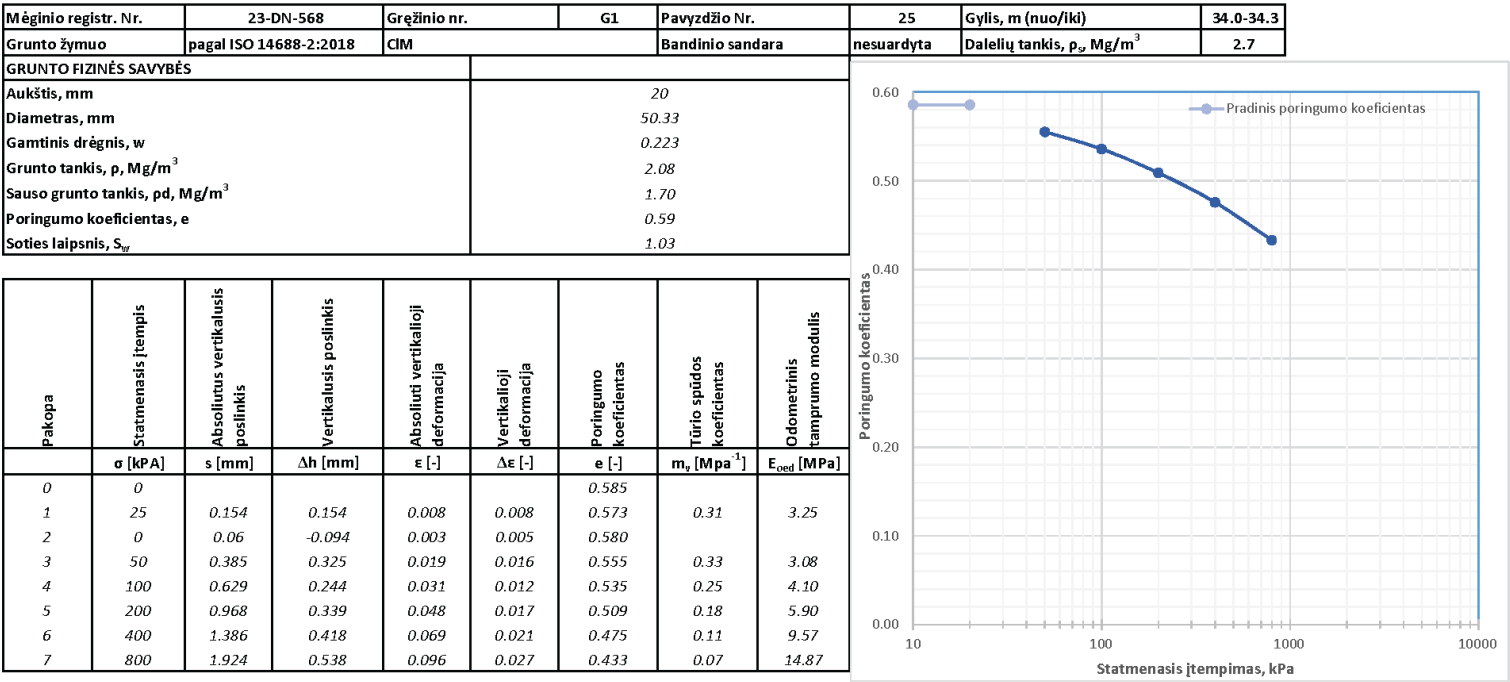 Mėginio registr. Nr. 23-DN-568 Gręžinio nr. G1 Pavyzdžio Nr. 25 Gylis, m (nuo/iki) 34.0-34.3
Grunto žymuo pagal ISO 14688-2:2018 ClM Bandinio sandara nesuardyta Dalelių tankis, ρs, Mg/m³ 2.7
GRUNTO FIZINĖS SAVYBĖS
Aukštis, mm 20
Diametras, mm 50.33
Gamtinis drėgnis, w 0.223
Grunto tankis, ρ, Mg/m³ 2.08
Sauso grunto tankis, ρd, Mg/m³ 1.70
Poringumo koeficientas, e 0.59
Soties laipsnis, Sw 1.03
Pakopa
Statmenasis įtempis
Absoliutus vertikalusis
poslinkis
Vertikalusis poslinkis
Absoliuti vertikalioji
deformacija
Vertikalioji
deformacija
Poringumo
koeficientas
Tūrio spūdos
koeficientas
Odometrinis
tamprumo modulis
σ [kPA] s [mm] Δh [mm] ε [-] Δε [-] e [-] mv [Mpa⁻¹] Eoed [MPa]
0 0 0.585
1 25 0.154 0.154 0.008 0.008 0.573 0.31 3.25
2 0 0.06 -0.094 0.003 0.005 0.580
3 50 0.385 0.325 0.019 0.016 0.555 0.33 3.08
4 100 0.629 0.244 0.031 0.012 0.535 0.25 4.10
5 200 0.968 0.339 0.048 0.017 0.509 0.18 5.90
6 400 1.386 0.418 0.069 0.021 0.475 0.11 9.57
7 800 1.924 0.538 0.096 0.027 0.433 0.07 14.87
Pradinis poringumo koeficientas
Poringumo koeficientas
0.60
0.50
0.40
0.30
0.20
0.10
0.00
10 100 1000 10000
Statmenasis įtempimas, kPa